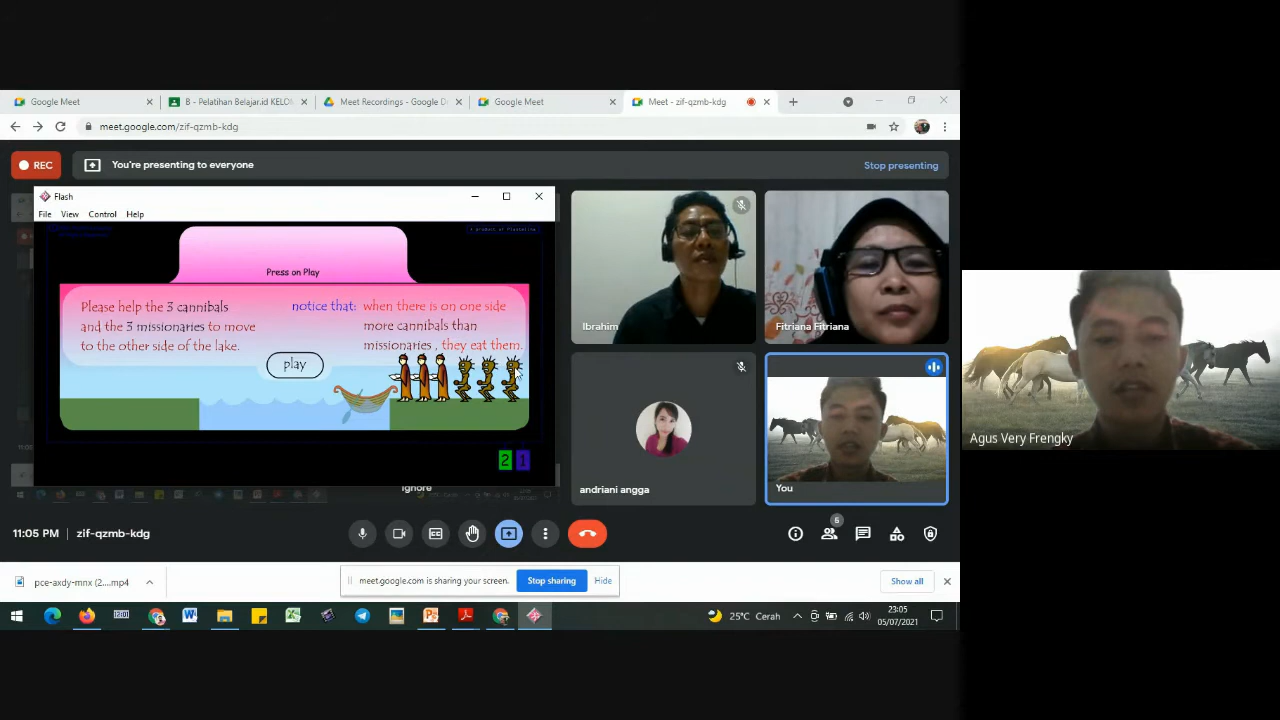 Google Meet
B - Pelatihan Belajar.id KELOM
Meet Recordings - Google D
Google Meet
Meet - zif-qzmb-kdg
meet.google.com/zif-qzmb-kdg
REC
You're presenting to everyone
Stop presenting
Flash
File View Control Help
Press on Play
Please help the 3 cannibals
and the 3 missionaries to move
to the other side of the lake.
notice that: when there is on one side
more cannibals than
missionaries , they eat them.
play
2 1
Ibrahim
Fitriana Fitriana
andriani angga
You
Agus Very Frengky
ignore
11:05 PM zif-qzmb-kdg
6
pce-axdy-mnx (2....mp4
meet.google.com is sharing your screen.
Stop sharing
Hide
Show all
25°C Cerah
23:05
05/07/2021